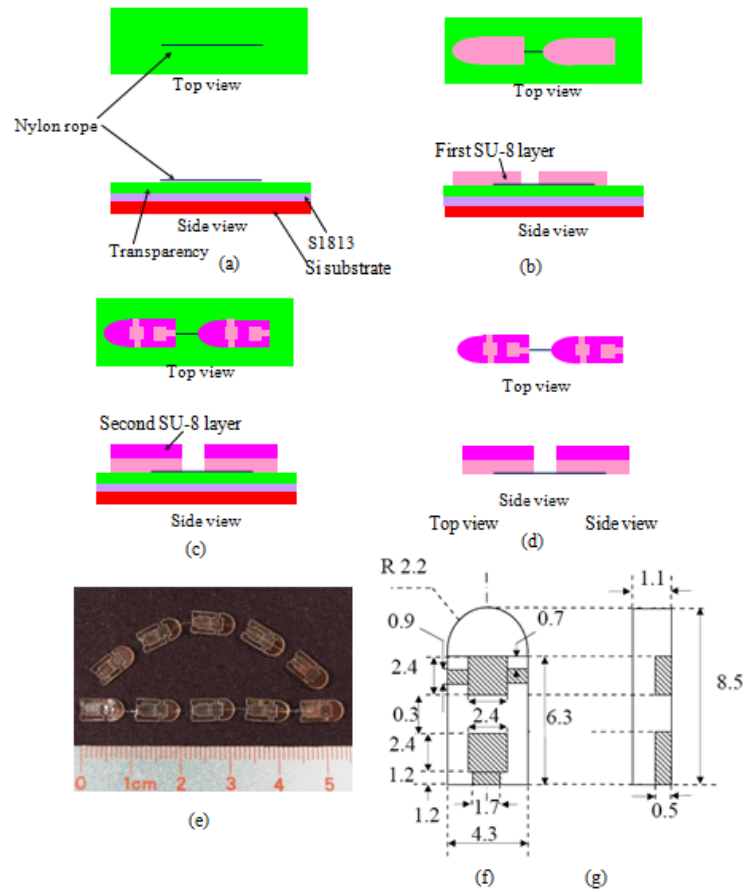 Top view
Nylon rope
Side view
Transparency
S1813
Si substrate
(a)
Top view
First SU-8 layer
Side view
(b)
Top view
Second SU-8 layer
Side view
(c)
Top view
Side view
(d)
Top view
Side view
0 1cm 2 3 4 5
(e)
R 2.2
1.1
0.9
0.7
2.4
8.5
0.3
2.4
6.3
2.4
1.2
1.2
1.7
0.5
4.3
(f)
(g)